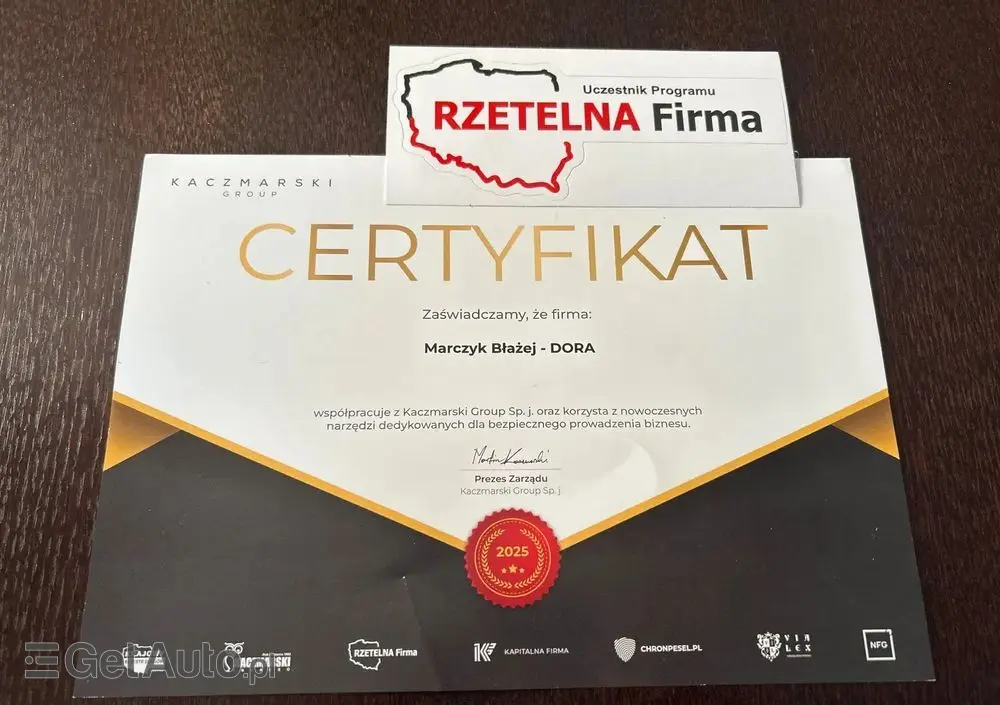 Uczestnik Programu
RZETELNA Firma
KACZMARSKI
GROUP
CERTYFIKAT
Zaświadczamy, że firma:
Marczyk Błażej - DORA
współpracuje z Kaczmarski Group Sp. j. oraz korzysta z nowoczesnych
narzędzi dedykowanych dla bezpiecznego prowadzenia biznesu.
Prezes Zarządu
Kaczmarski Group Sp. j.
2025
RZETELNA Firma
KAPITALNA FIRMA
CHRONPESEL.PL
VIA
LEX
NFG
GetAuto.pl